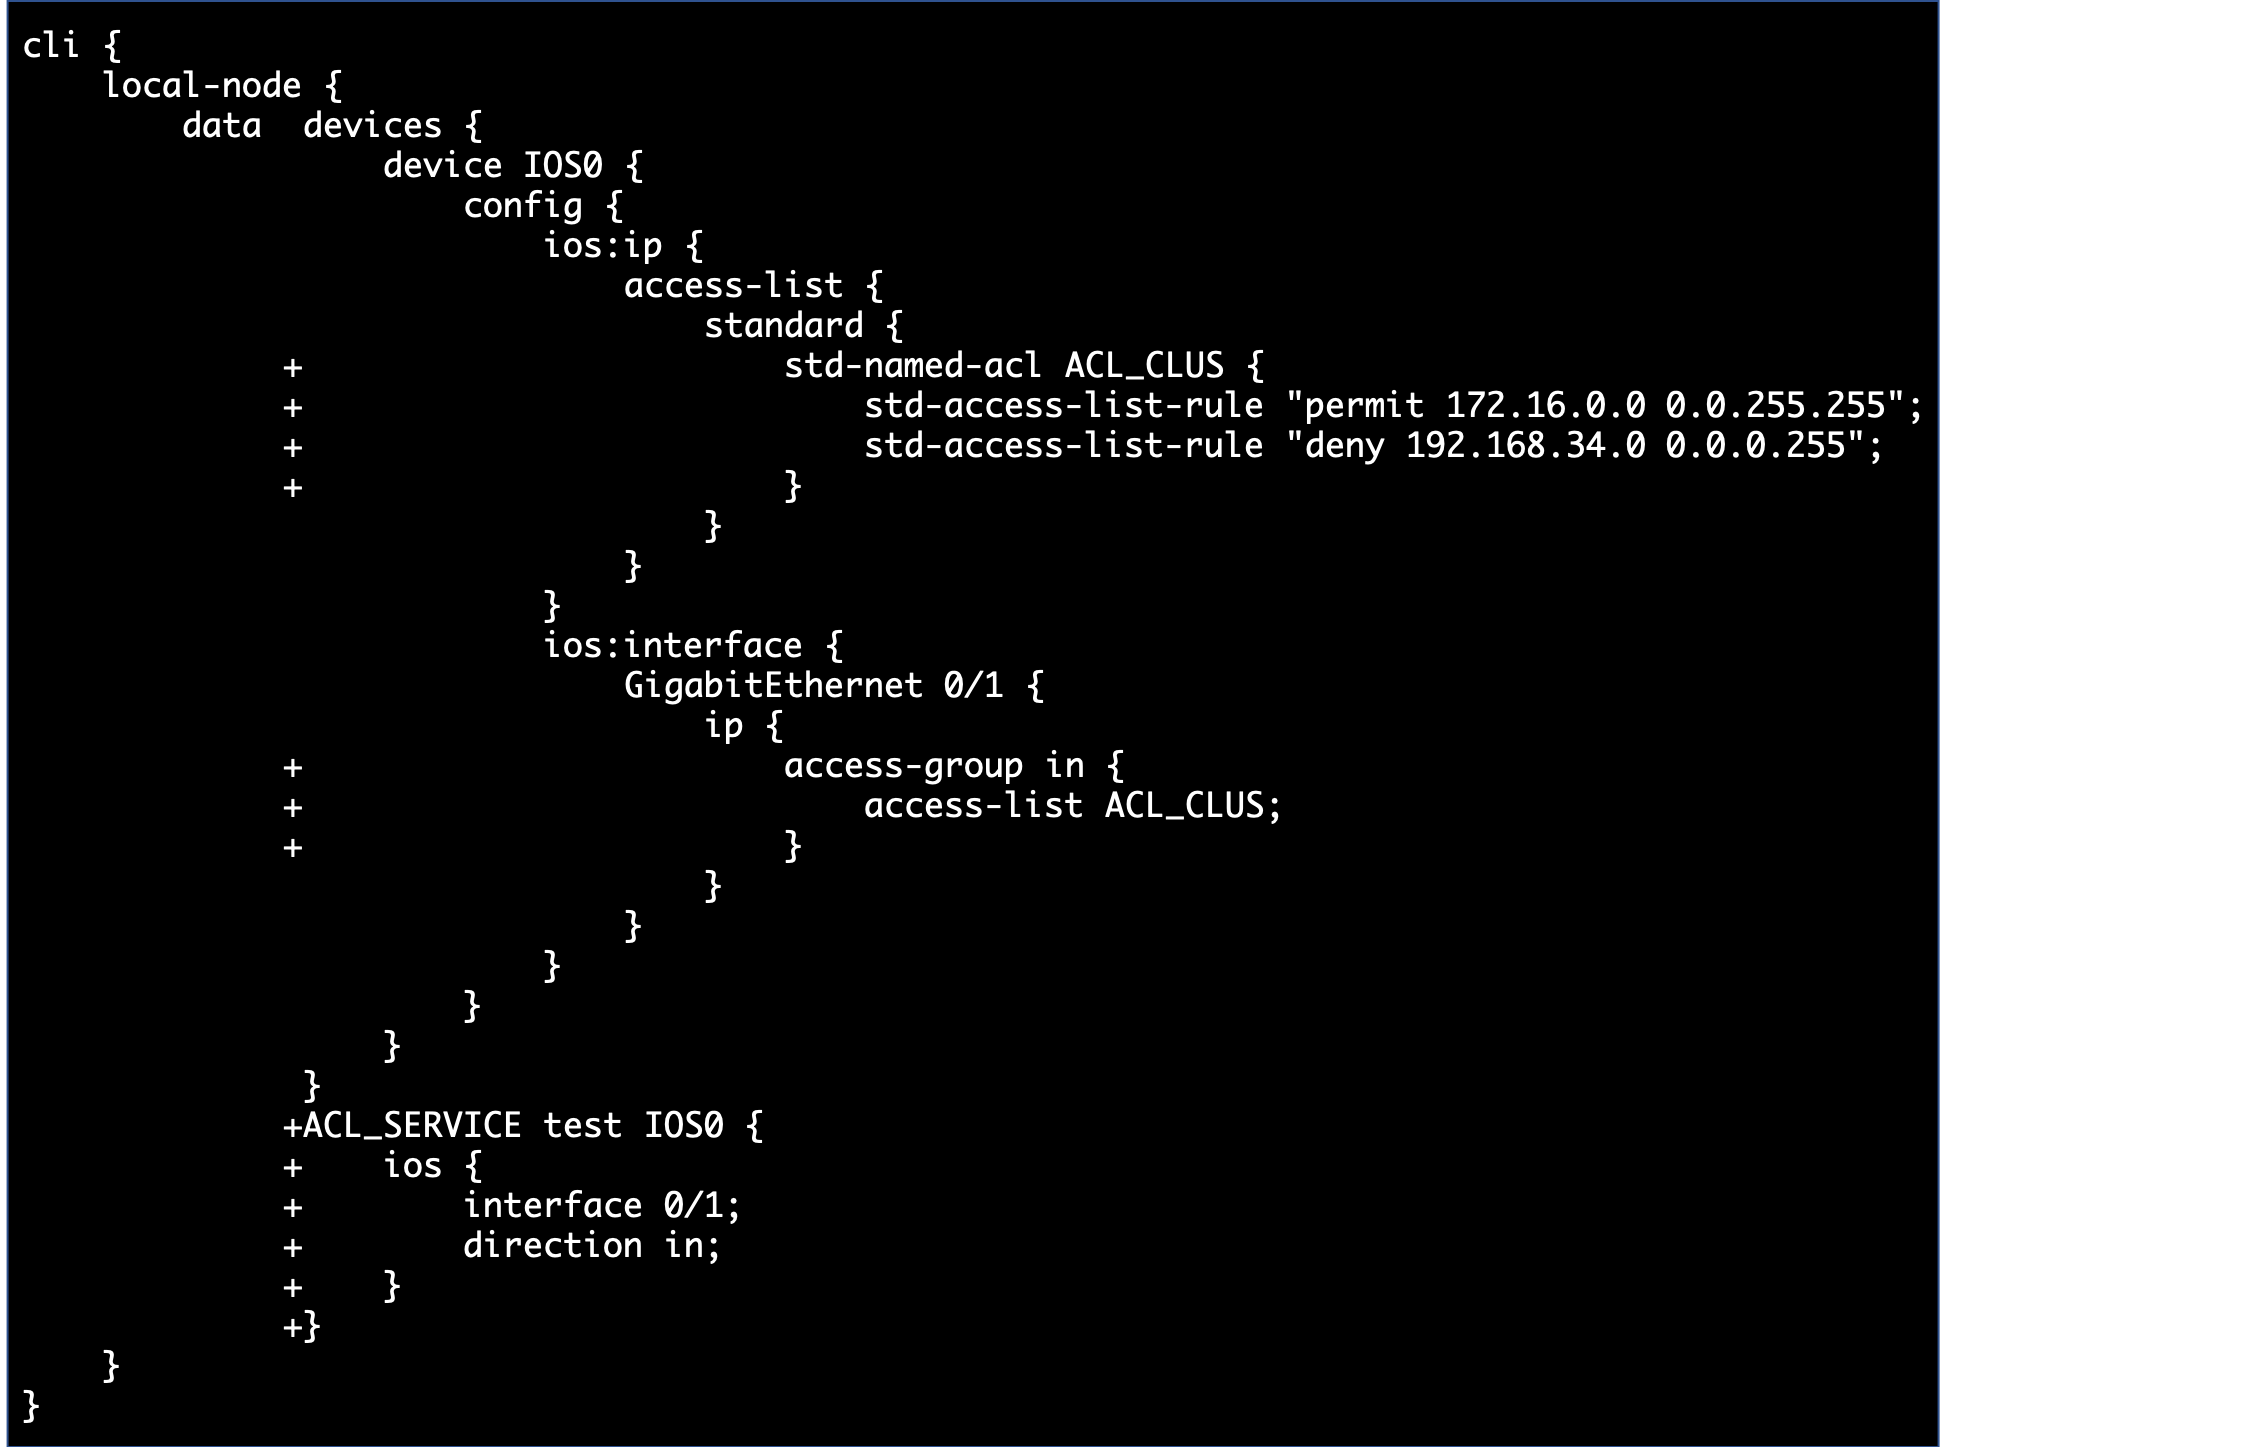 cli {
    local-node {
        data  devices {
                  device IOS0 {
                      config {
                          ios:ip {
                              access-list {
                                  standard {
             +                        std-named-acl ACL_CLUS {
             +                            std-access-list-rule "permit 172.16.0.0 0.0.255.255";
             +                            std-access-list-rule "deny 192.168.34.0 0.0.0.255";
             +                        }
                                  }
                              }
                          }
                          ios:interface {
                              GigabitEthernet 0/1 {
                                  ip {
             +                        access-group in {
             +                            access-list ACL_CLUS;
             +                        }
                                  }
                              }
                          }
                      }
                  }
              }
             +ACL_SERVICE test IOS0 {
             +    ios {
             +        interface 0/1;
             +        direction in;
             +    }
             +}
    }
}